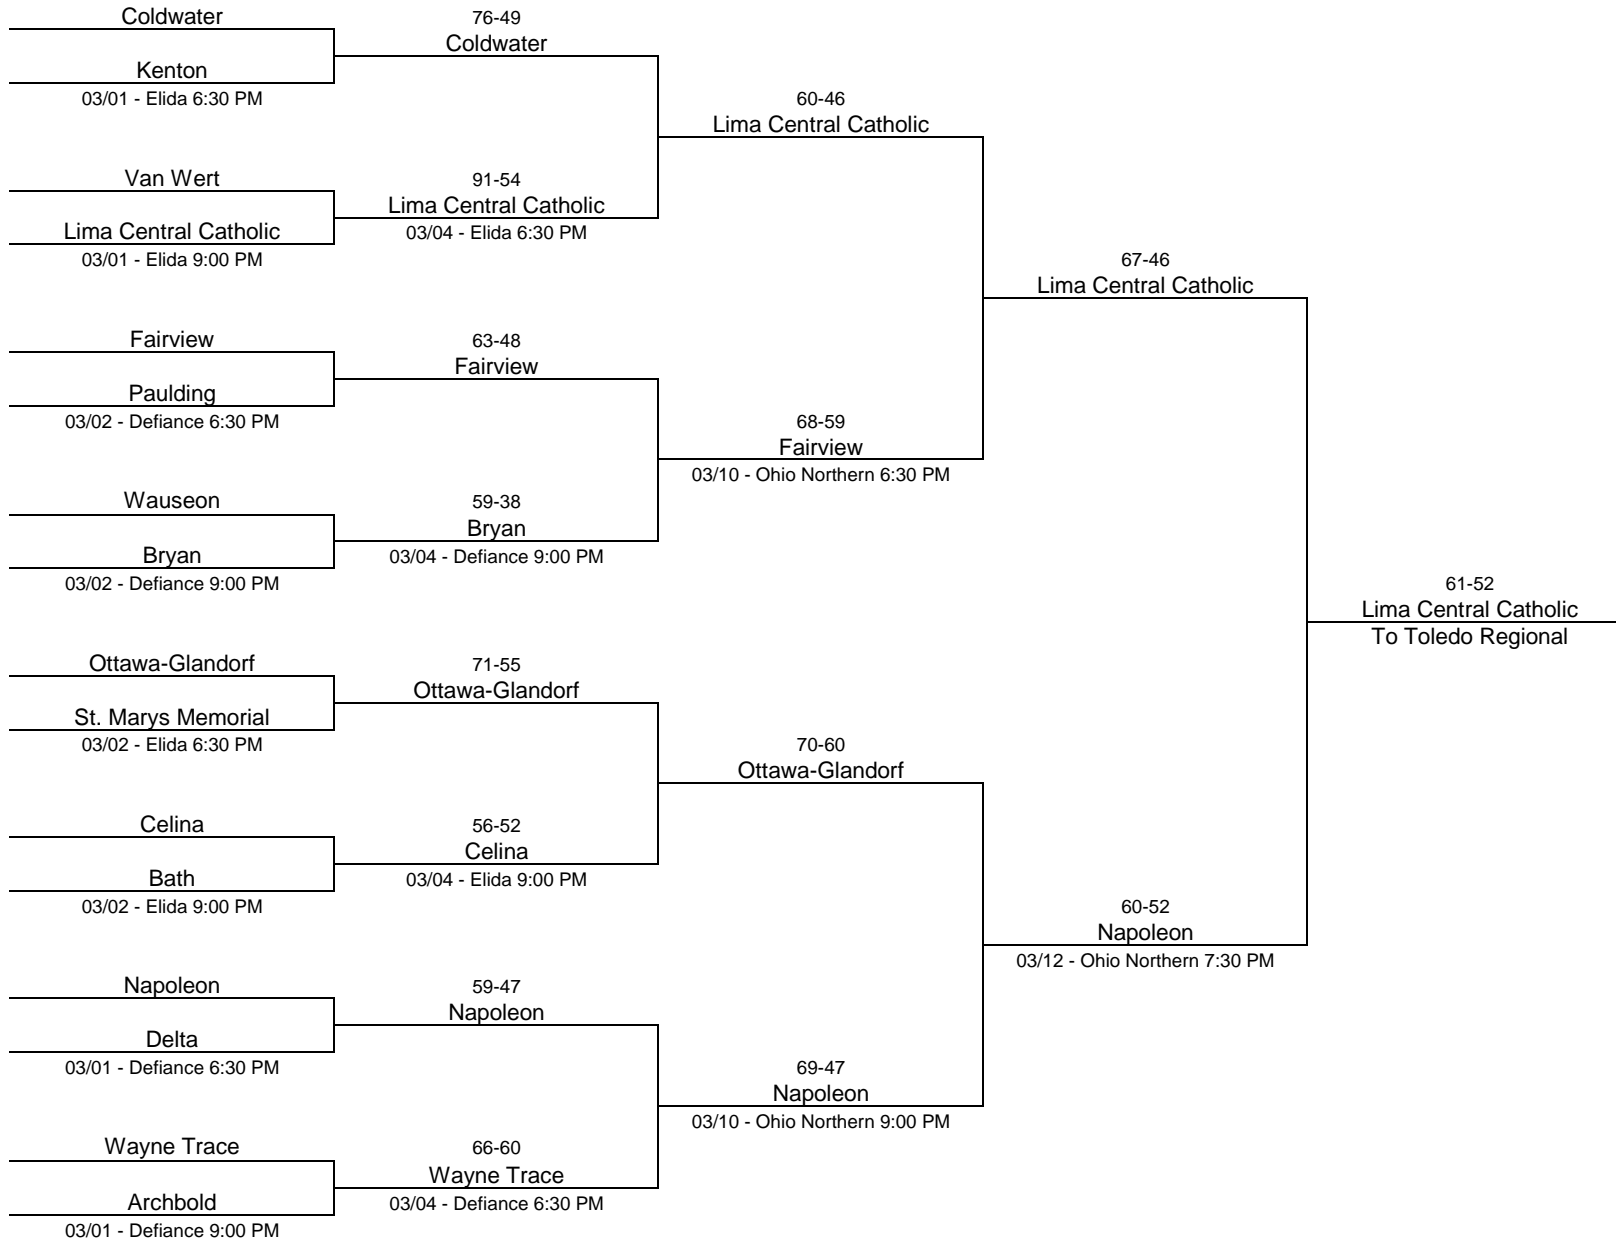 Coldwater
Kenton
03/01 - Elida 6:30 PM
Van Wert
Lima Central Catholic
03/01 - Elida 9:00 PM
Fairview
Paulding
03/02 - Defiance 6:30 PM
Wauseon
Bryan
03/02 - Defiance 9:00 PM
Ottawa-Glandorf
St. Marys Memorial
03/02 - Elida 6:30 PM
Celina
Bath
03/02 - Elida 9:00 PM
Napoleon
Delta
03/01 - Defiance 6:30 PM
Wayne Trace
Archbold
03/01 - Defiance 9:00 PM
76-49
Coldwater
91-54
Lima Central Catholic
03/04 - Elida 6:30 PM
63-48
Fairview
59-38
Bryan
03/04 - Defiance 9:00 PM
71-55
Ottawa-Glandorf
56-52
Celina
03/04 - Elida 9:00 PM
59-47
Napoleon
66-60
Wayne Trace
03/04 - Defiance 6:30 PM
60-46
Lima Central Catholic
68-59
Fairview
03/10 - Ohio Northern 6:30 PM
70-60
Ottawa-Glandorf
69-47
Napoleon
03/10 - Ohio Northern 9:00 PM
67-46
Lima Central Catholic
60-52
Napoleon
03/12 - Ohio Northern 7:30 PM
61-52
Lima Central Catholic
To Toledo Regional